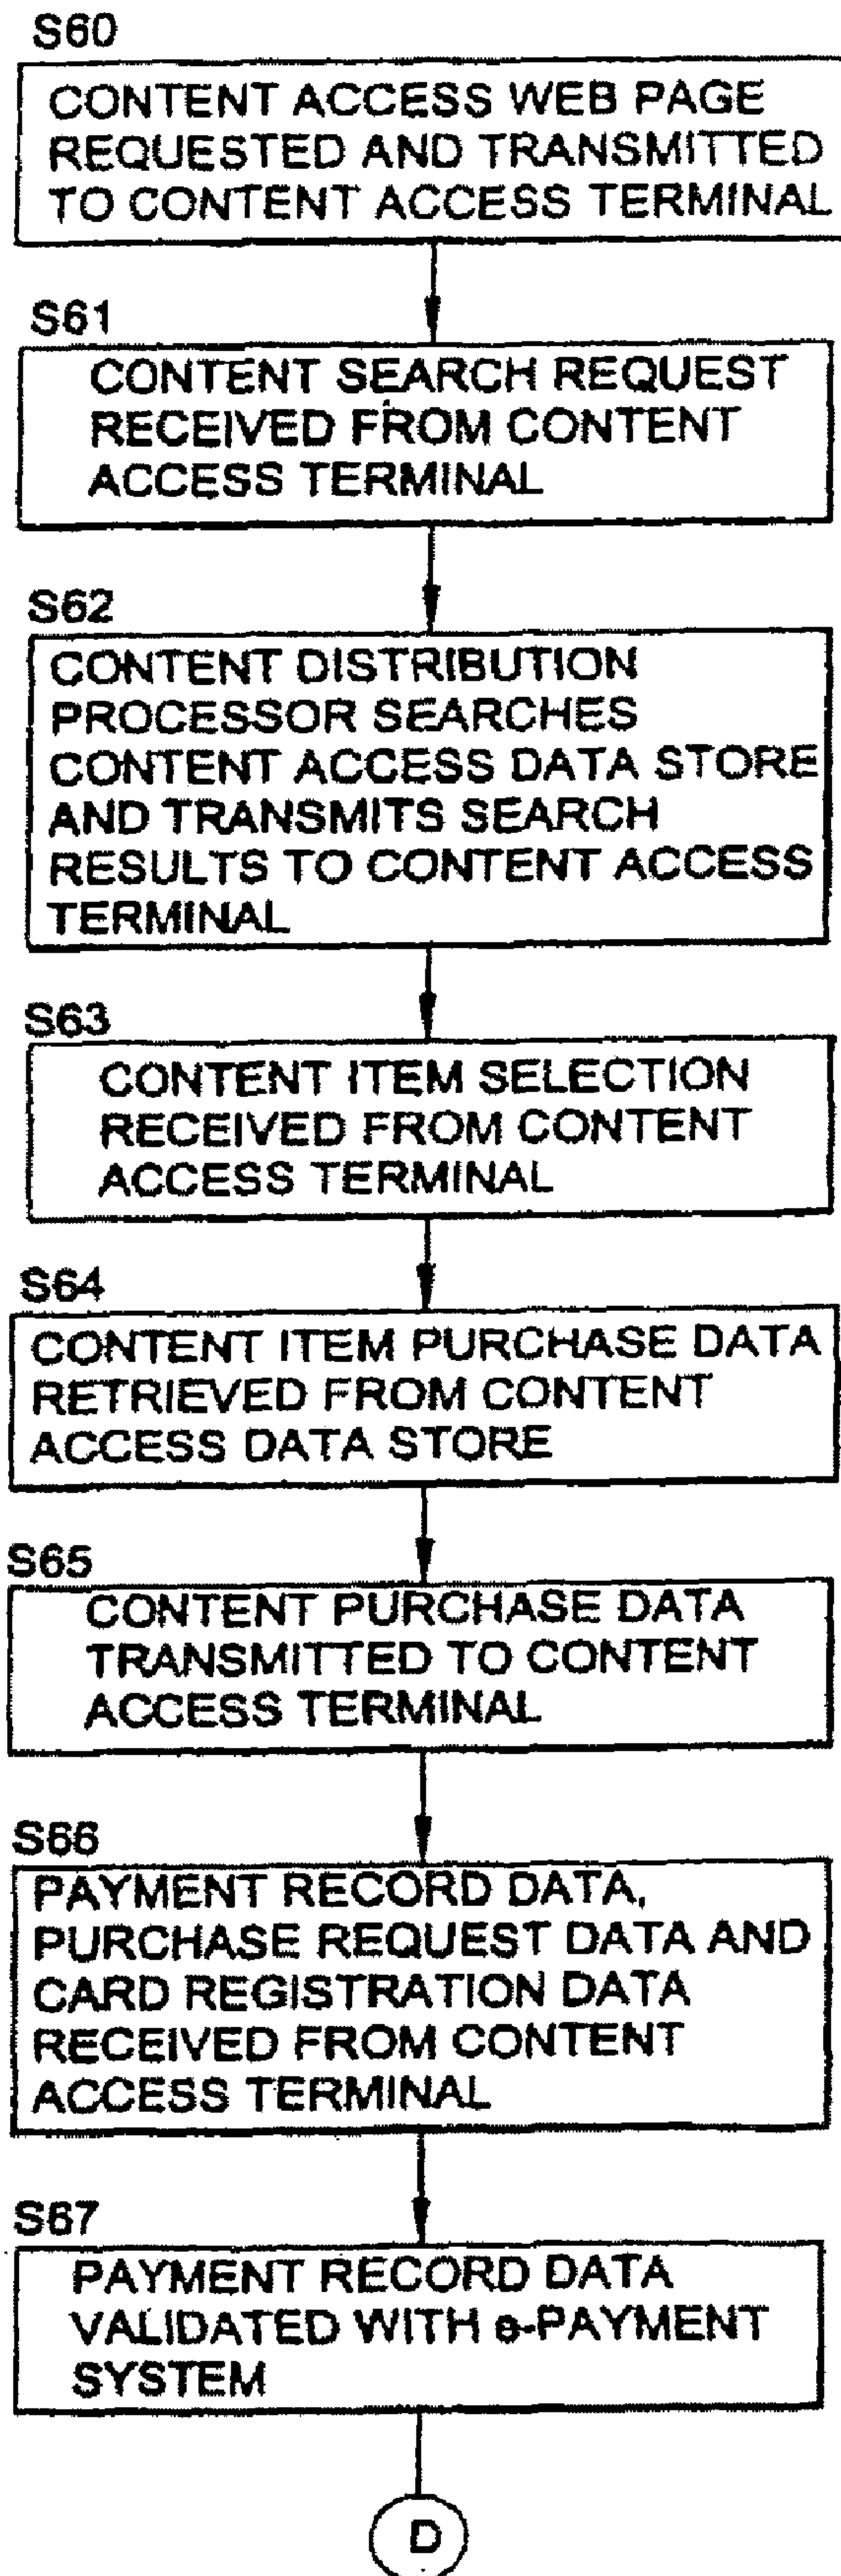 S60
CONTENT ACCESS WEB PAGE
REQUESTED AND TRANSMITTED
TO CONTENT ACCESS TERMINAL
S61
CONTENT SEARCH REQUEST
RECEIVED FROM CONTENT
ACCESS TERMINAL
S62
CONTENT DISTRIBUTION
PROCESSOR SEARCHES
CONTENT ACCESS DATA STORE
AND TRANSMITS SEARCH
RESULTS TO CONTENT ACCESS
TERMINAL
S63
CONTENT ITEM SELECTION
RECEIVED FROM CONTENT
ACCESS TERMINAL
S64
CONTENT ITEM PURCHASE DATA
RETRIEVED FROM CONTENT
ACCESS DATA STORE
S65
CONTENT PURCHASE DATA
TRANSMITTED TO CONTENT
ACCESS TERMINAL
S66
PAYMENT RECORD DATA,
PURCHASE REQUEST DATA AND
CARD REGISTRATION DATA
RECEIVED FROM CONTENT
ACCESS TERMINAL
S67
PAYMENT RECORD DATA
VALIDATED WITH e-PAYMENT
SYSTEM
D